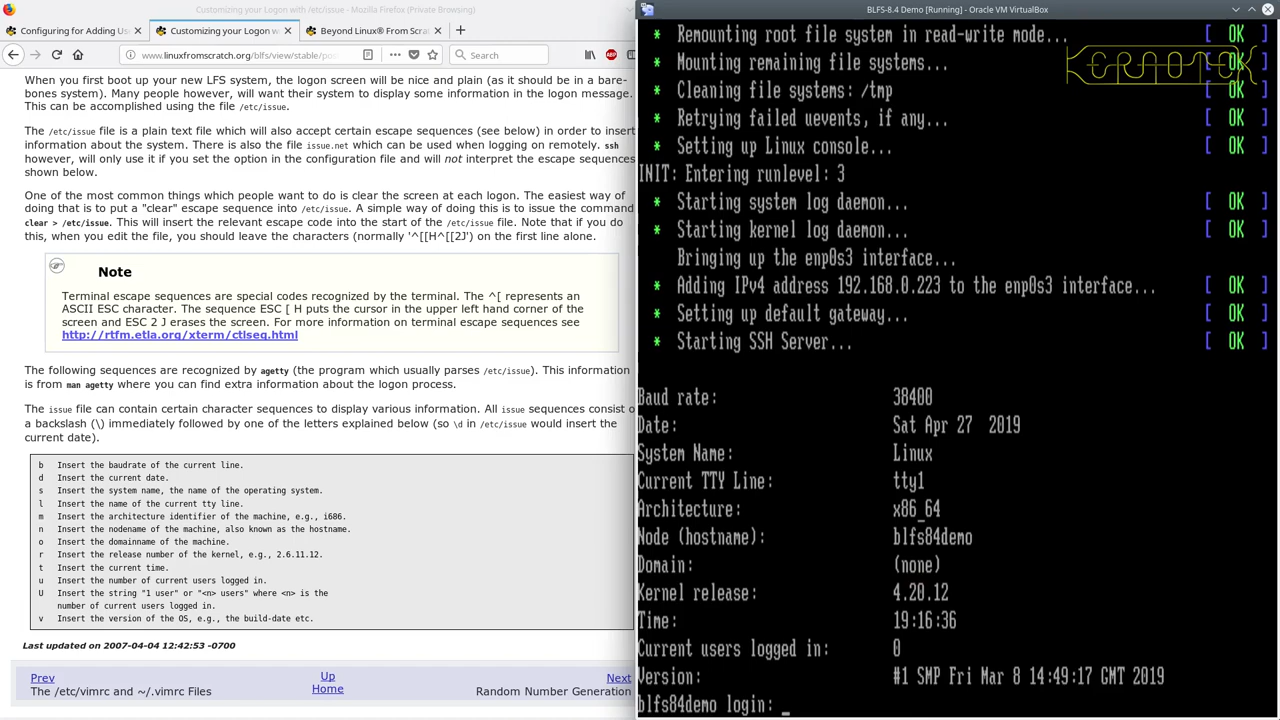 Customizing your Logon with /etc/issue - Mozilla Firefox (Private Browsing)
Configuring for Adding Us
Customizing your Logon w
Beyond Linux® From Scra
www.linuxfromscratch.org/blfs/view/stable/po
Search
When you first boot up your new LFS system, the logon screen will be nice and plain (as it should be in a bare-
bones system). Many people however, will want their system to display some information in the logon message.
This can be accomplished using the file /etc/issue.
The /etc/issue file is a plain text file which will also accept certain escape sequences (see below) in order to insert
information about the system. There is also the file issue.net which can be used when logging on remotely. ssh
however, will only use it if you set the option in the configuration file and will not interpret the escape sequences
shown below.
One of the most common things which people want to do is clear the screen at each logon. The easiest way of
doing that is to put a "clear" escape sequence into /etc/issue. A simple way of doing this is to issue the command
clear > /etc/issue. This will insert the relevant escape code into the start of the /etc/issue file. Note that if you do
this, when you edit the file, you should leave the characters (normally '^[[H^[[2J') on the first line alone.
Note
Terminal escape sequences are special codes recognized by the terminal. The ^[ represents an
ASCII ESC character. The sequence ESC [ H puts the cursor in the upper left hand corner of the
screen and ESC 2 J erases the screen. For more information on terminal escape sequences see
http://rtfm.etla.org/xterm/ctlseq.html
The following sequences are recognized by agetty (the program which usually parses /etc/issue). This information
is from man agetty where you can find extra information about the logon process.
The issue file can contain certain character sequences to display various information. All issue sequences consist o
a backslash (\) immediately followed by one of the letters explained below (so \d in /etc/issue would insert the
current date).
b Insert the baudrate of the current line.
d Insert the current date.
s Insert the system name, the name of the operating system.
l Insert the name of the current tty line.
m Insert the architecture identifier of the machine, e.g., i686.
n Insert the nodename of the machine, also known as the hostname.
o Insert the domainname of the machine.
r Insert the release number of the kernel, e.g., 2.6.11.12.
t Insert the current time.
u Insert the number of current users logged in.
U Insert the string "1 user" or "<n> users" where <n> is the
number of current users logged in.
v Insert the version of the OS, e.g., the build-date etc.
Last updated on 2007-04-04 12:42:53 -0700
Prev Up Next
The /etc/vimrc and ~/.vimrc Files Home Random Number Generation
BLFS-8.4 Demo [Running] - Oracle VM VirtualBox
* Remounting root file system in read-write mode... [ OK ]
* Mounting remaining file systems... [ OK ]
* Cleaning file systems: /tmp [ OK ]
* Retrying failed uevents, if any... [ OK ]
* Setting up Linux console... [ OK ]
INIT: Entering runlevel: 3
* Starting system log daemon... [ OK ]
* Starting kernel log daemon... [ OK ]
Bringing up the enp0s3 interface...
* Adding IPv4 address 192.168.0.223 to the enp0s3 interface... [ OK ]
* Setting up default gateway... [ OK ]
* Starting SSH Server... [ OK ]
Baud rate: 38400
Date: Sat Apr 27 2019
System Name: Linux
Current TTY Line: tty1
Architecture: x86_64
Node (hostname): blfs84demo
Domain: (none)
Kernel release: 4.20.12
Time: 19:16:36
Current users logged in: 0
Version: #1 SMP Fri Mar 8 14:49:17 GMT 2019
blfs84demo login: _